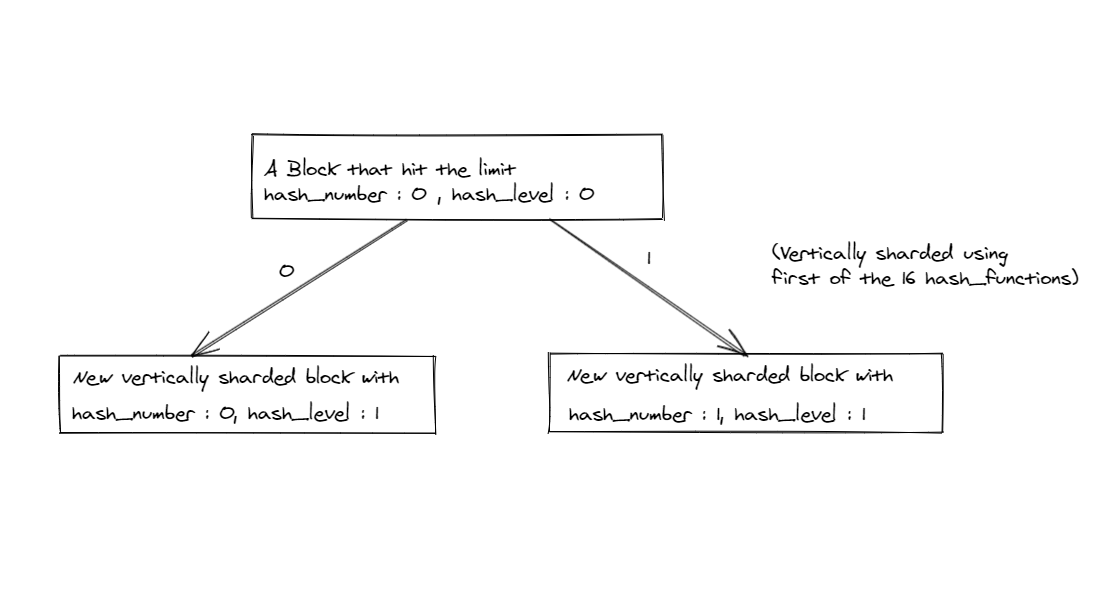 A Block that hit the limit
hash_number : 0 , hash_level : 0
0
1
(Vertically sharded using
first of the 16 hash_functions)
New vertically sharded block with
hash_number : 0, hash_level : 1
New vertically sharded block with
hash_number : 1, hash_level : 1